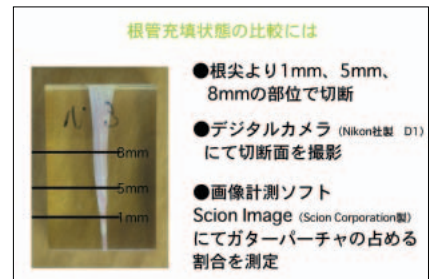 根管充填状態の比較には
●根尖より1mm、5mm、
8mmの部位で切断
●デジタルカメラ（Nikon社製　D1）
にて切断面を撮影
●画像計測ソフト
Scion Image（Scion Corporation製）
にてガターパーチャの占める
割合を測定
N° 3
8mm
5mm
1mm